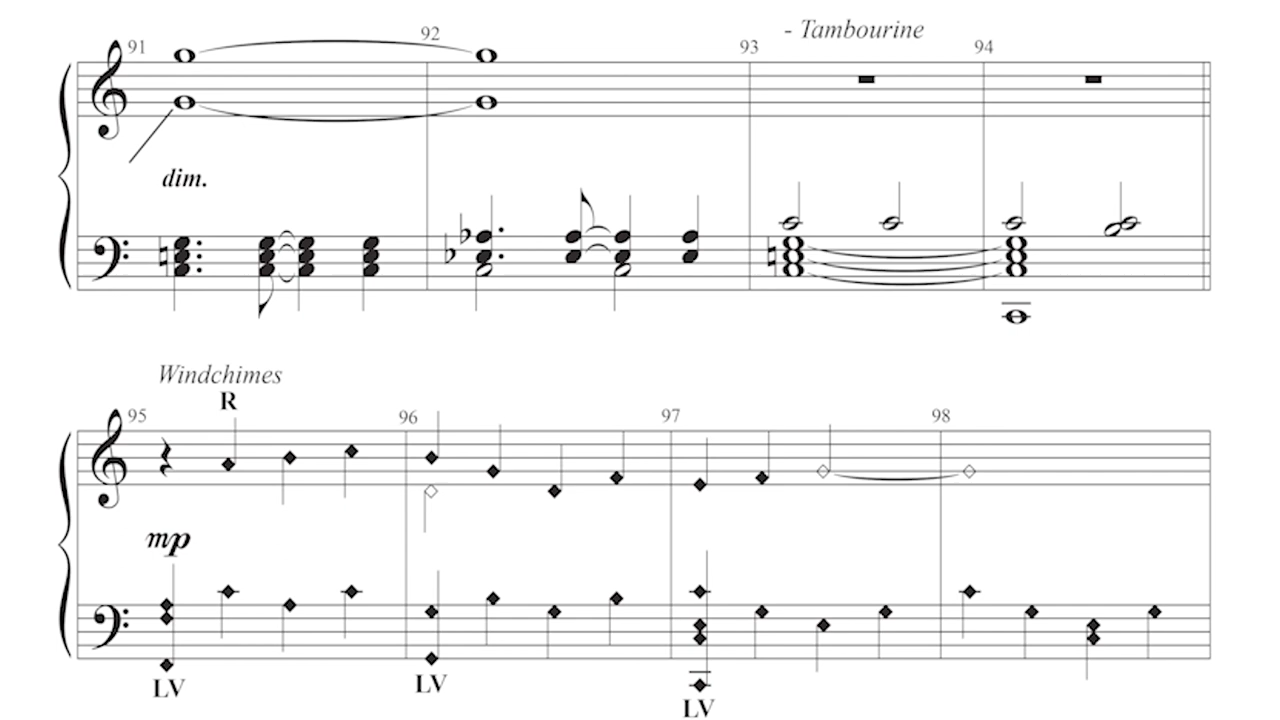 - Tambourine
91 92 93 94
dim.
Windchimes
R
95 96 97 98
mp
LV LV LV